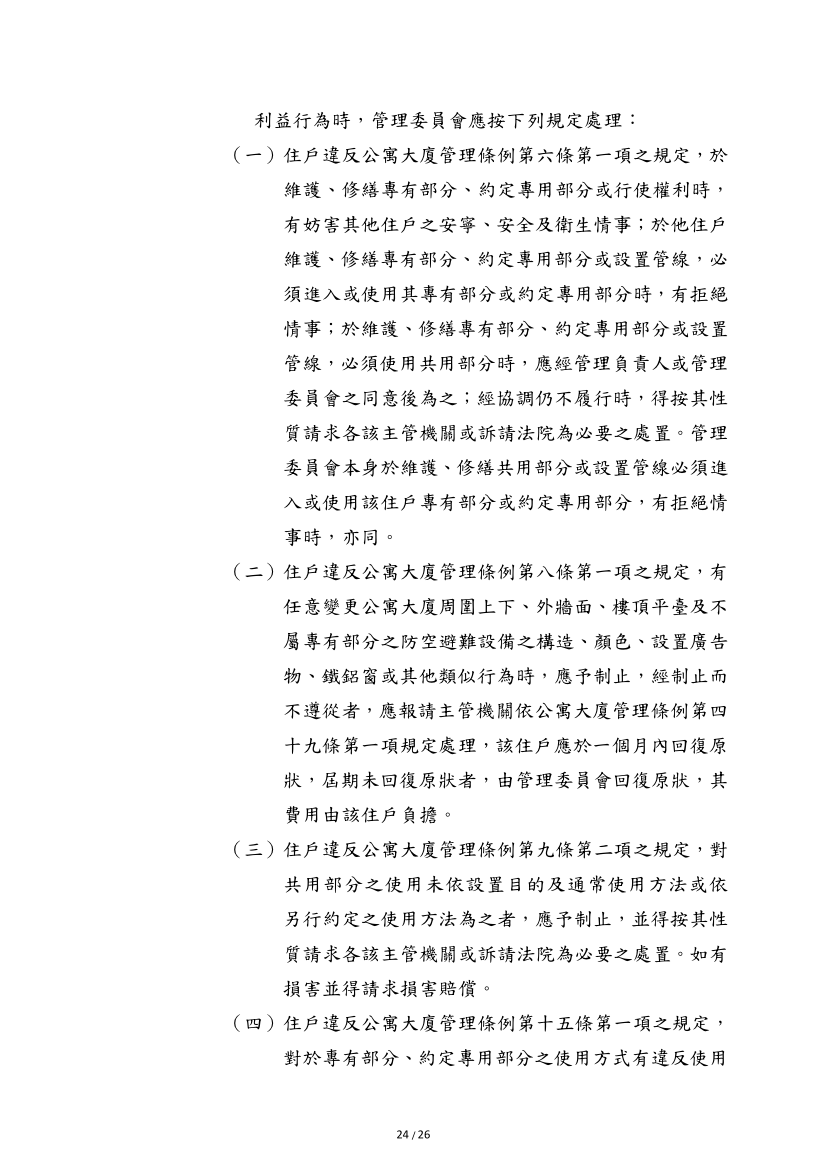 利益行為時，管理委員會應按下列規定處理：
（一）住戶違反公寓大廈管理條例第六條第一項之規定，於
維護、修繕專有部分、約定專用部分或行使權利時，
有妨害其他住戶之安寧、安全及衛生情事；於他住戶
維護、修繕專有部分、約定專用部分或設置管線，必
須進入或使用其專有部分或約定專用部分時，有拒絕
情事；於維護、修繕專有部分、約定專用部分或設置
管線，必須使用共用部分時，應經管理負責人或管理
委員會之同意後為之；經協調仍不履行時，得按其性
質請求各該主管機關或訴請法院為必要之處置。管理
委員會本身於維護、修繕共用部分或設置管線必須進
入或使用該住戶專有部分或約定專用部分，有拒絕情
事時，亦同。
（二）住戶違反公寓大廈管理條例第八條第一項之規定，有
任意變更公寓大廈周圍上下、外牆面、樓頂平臺及不
屬專有部分之防空避難設備之構造、顏色、設置廣告
物、鐵鋁窗或其他類似行為時，應予制止，經制止而
不遵從者，應報請主管機關依公寓大廈管理條例第四
十九條第一項規定處理，該住戶應於一個月內回復原
狀，屆期未回復原狀者，由管理委員會回復原狀，其
費用由該住戶負擔。
（三）住戶違反公寓大廈管理條例第九條第二項之規定，對
共用部分之使用未依設置目的及通常使用方法或依
另行約定之使用方法為之者，應予制止，並得按其性
質請求各該主管機關或訴請法院為必要之處置。如有
損害並得請求損害賠償。
（四）住戶違反公寓大廈管理條例第十五條第一項之規定，
對於專有部分、約定專用部分之使用方式有違反使用
24 / 26